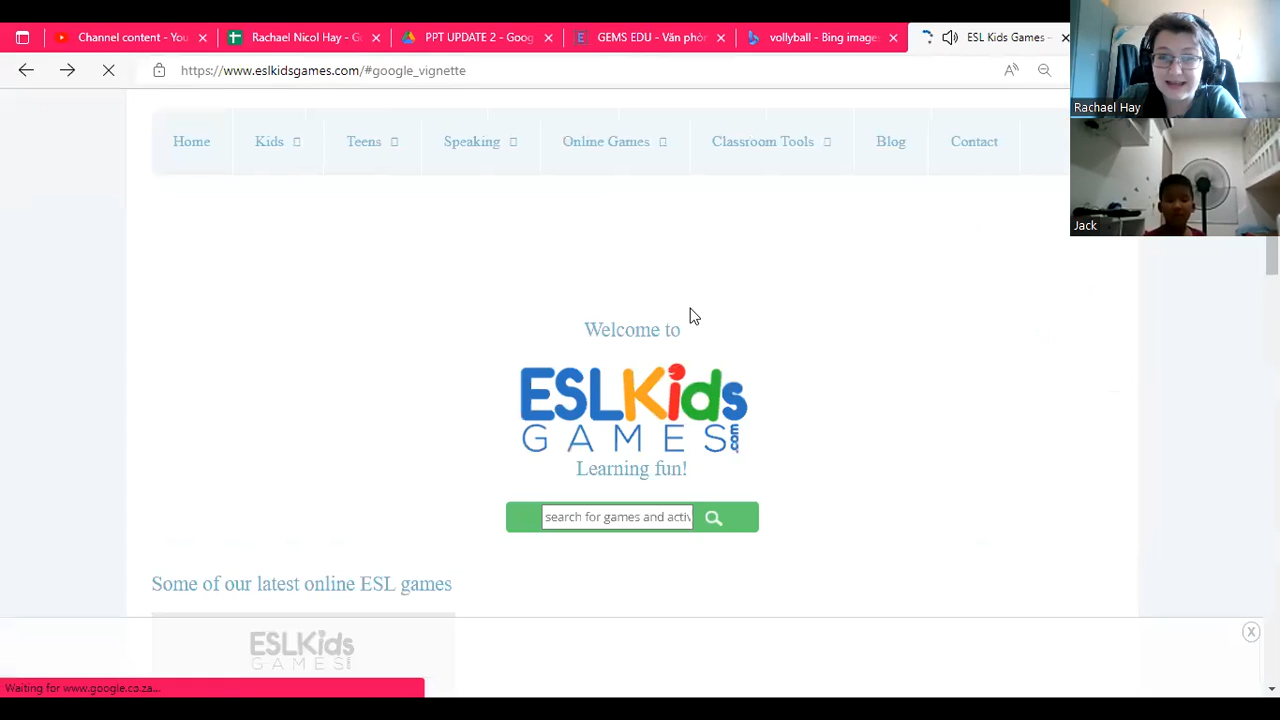 Channel content - You
Rachael Nicol Hay - G
PPT UPDATE 2 - Goog
GEMS EDU - Văn phò
vollyball - Bing image
ESL Kids Games –
https://www.eslkidsgames.com/#google_vignette
Rachael Hay
Home
Kids
Teens
Speaking
Online Games
Classroom Tools
Blog
Contact
Jack
Welcome to
ESLKids
GAMES.com
Learning fun!
search for games and activ
Some of our latest online ESL games
ESLKids
GAMES
Waiting for www.google.co.za...